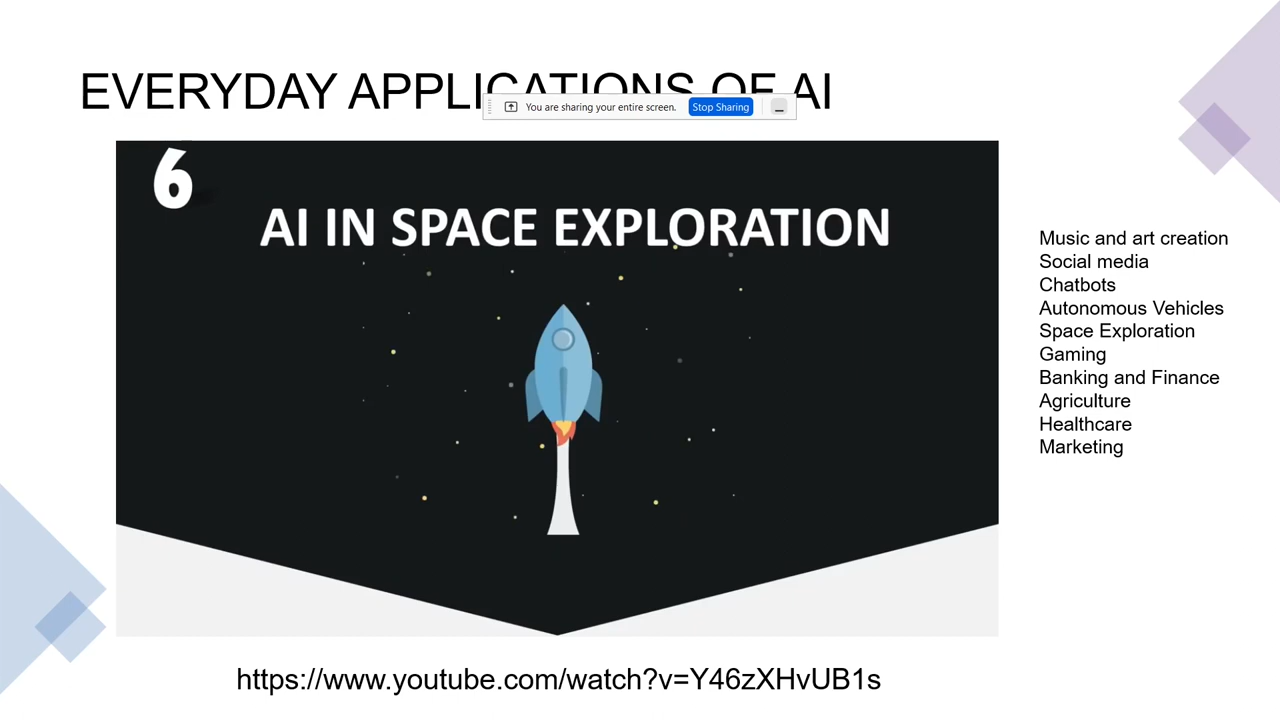 EVERYDAY APPLICATIONS OF AI
You are sharing your entire screen.
Stop Sharing
6
AI IN SPACE EXPLORATION
Music and art creation
Social media
Chatbots
Autonomous Vehicles
Space Exploration
Gaming
Banking and Finance
Agriculture
Healthcare
Marketing
https://www.youtube.com/watch?v=Y46zXHvUB1s